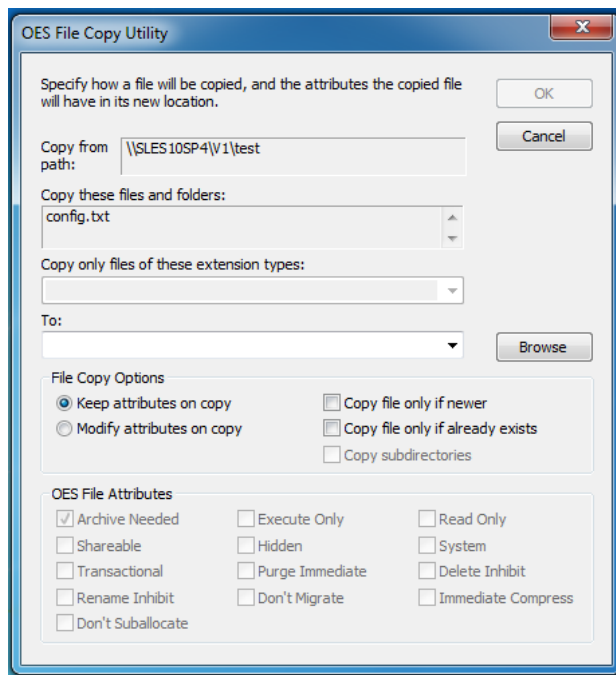 OES File Copy Utility
Specify how a file will be copied, and the attributes the copied file
will have in its new location.
OK
Cancel
Copy from
path:
\\SLES10SP4\V1\test
Copy these files and folders:
config.txt
Copy only files of these extension types:
To:
Browse
File Copy Options
Keep attributes on copy
Copy file only if newer
Modify attributes on copy
Copy file only if already exists
Copy subdirectories
OES File Attributes
Archive Needed
Execute Only
Read Only
Shareable
Hidden
System
Transactional
Purge Immediate
Delete Inhibit
Rename Inhibit
Don't Migrate
Immediate Compress
Don't Suballocate